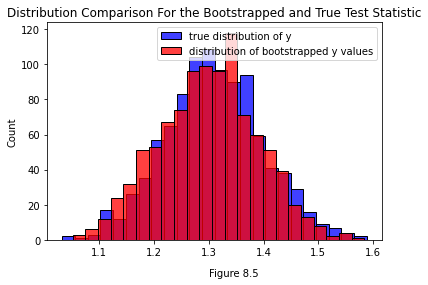 Distribution Comparison For the Bootstrapped and True Test Statistic
true distribution of y
distribution of bootstrapped y values
120
100
80
60
40
20
0
Count
1.1 1.2 1.3 1.4 1.5 1.6
Figure 8.5